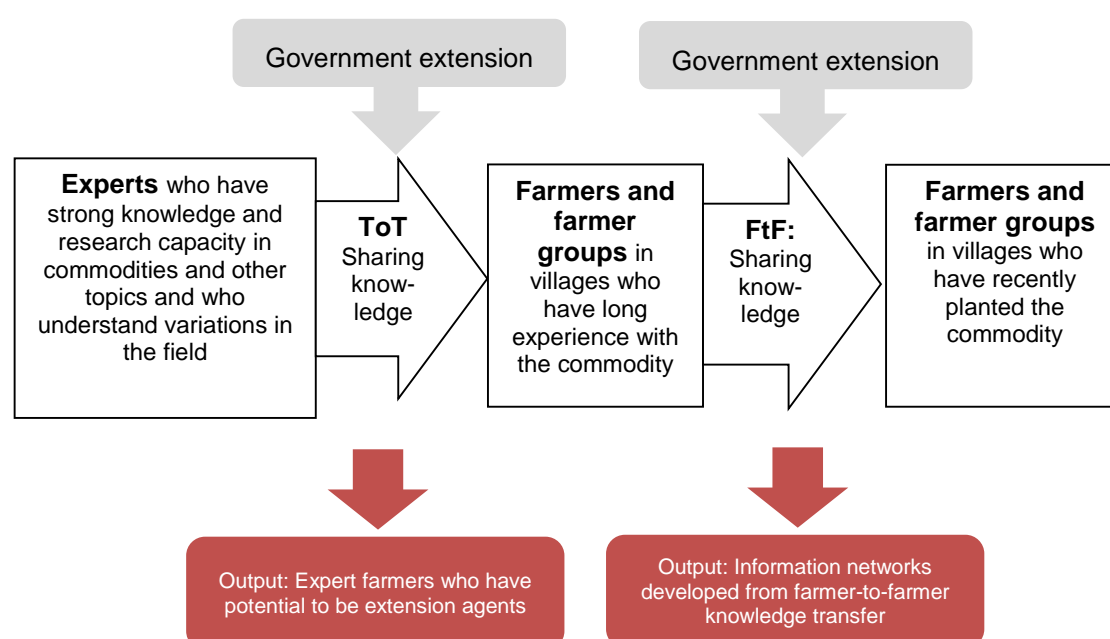 Government extension
Government extension
Experts who have
strong knowledge and
research capacity in
commodities and other
topics and who
understand variations in
the field
ToT
Sharing
know-
ledge
Farmers and
farmer
groups in
villages who
have long
experience with
the commodity
FtF:
Sharing
know-
ledge
Farmers and
farmer groups
in villages who
have recently
planted the
commodity
Output: Expert farmers who have
potential to be extension agents
Output: Information networks
developed from farmer-to-farmer
knowledge transfer